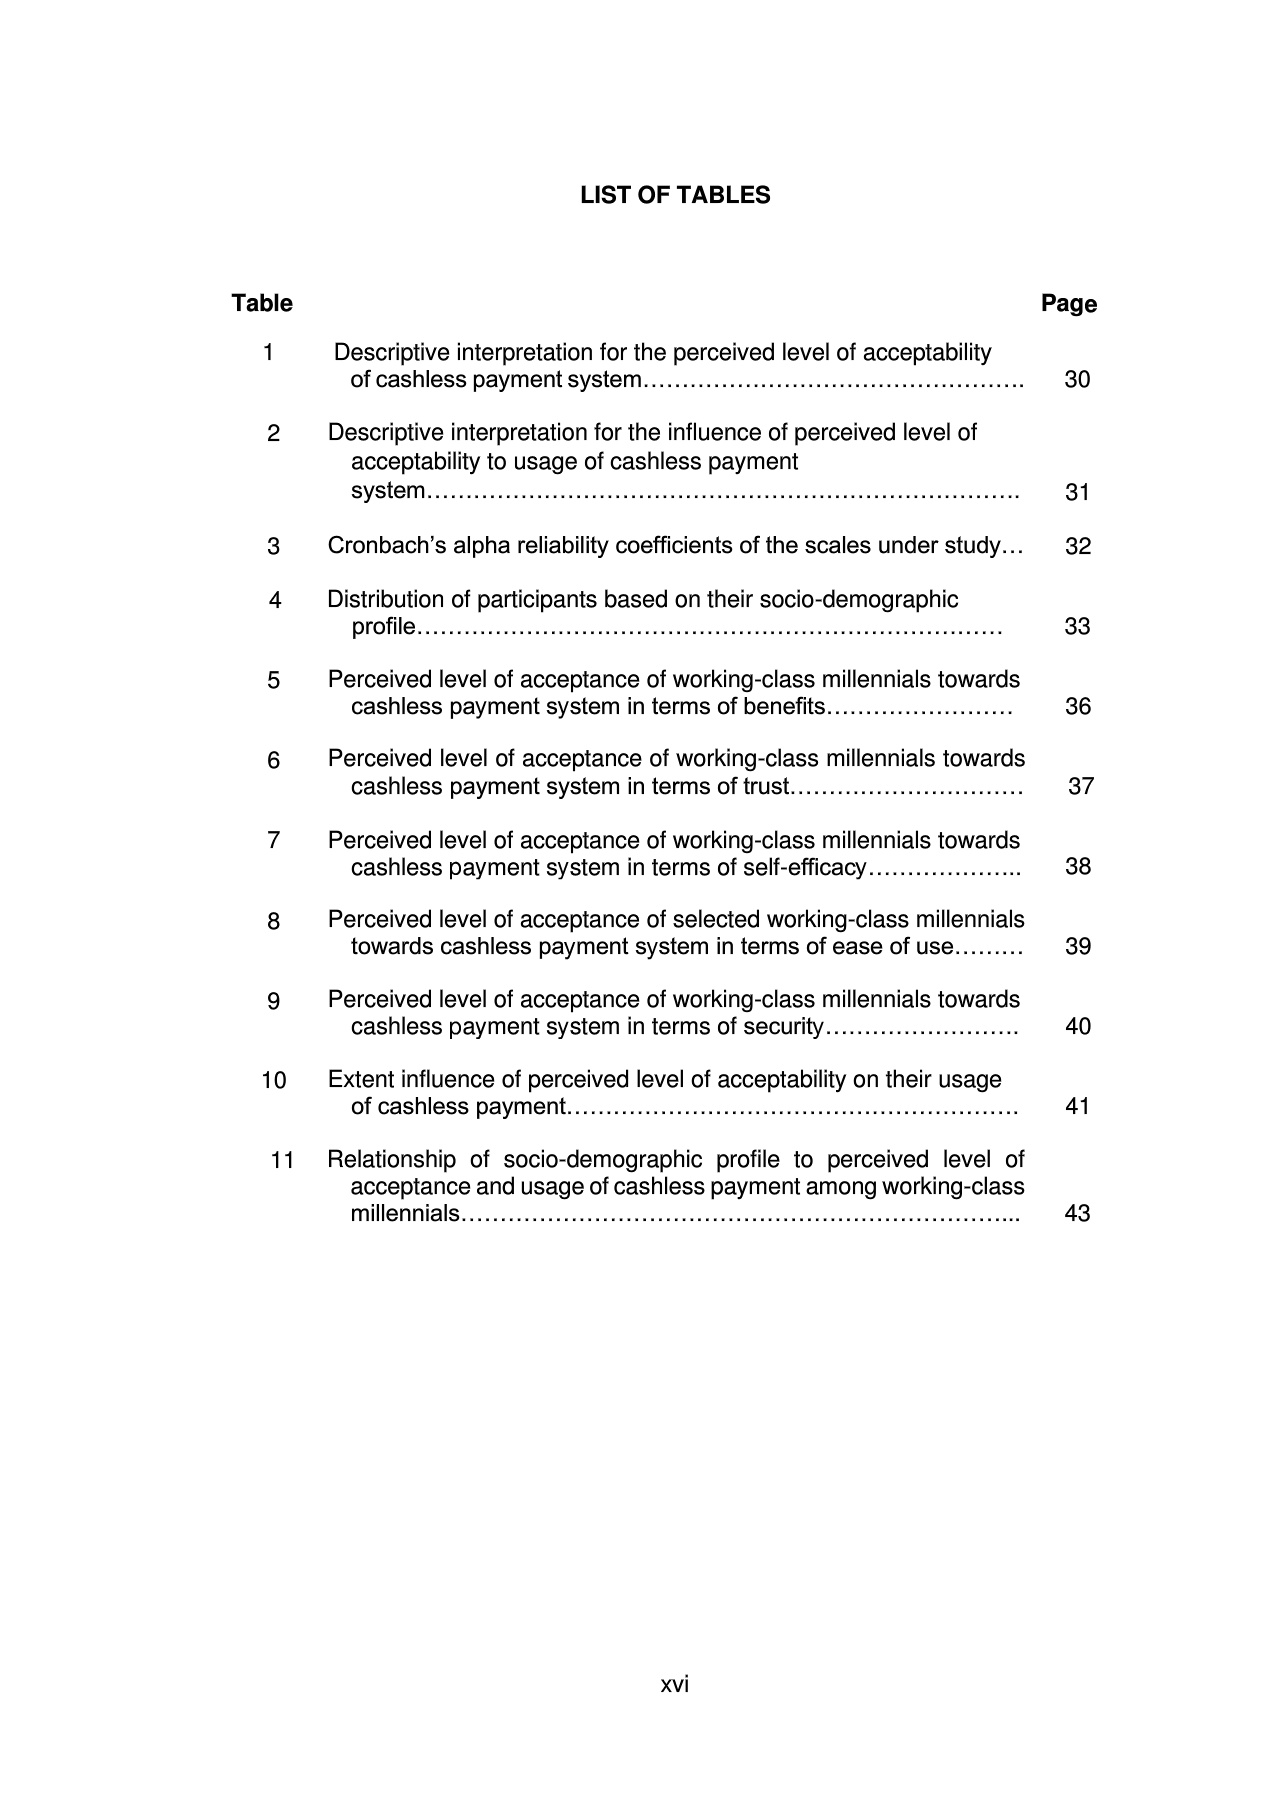 LIST OF TABLES
Table Page
1 Descriptive interpretation for the perceived level of acceptability
of cashless payment system…………………………………………. 30
2 Descriptive interpretation for the influence of perceived level of
acceptability to usage of cashless payment
system…………………………………………………………………. 31
3 Cronbach’s alpha reliability coefficients of the scales under study… 32
4 Distribution of participants based on their socio-demographic
profile………………………………………………………………… 33
5 Perceived level of acceptance of working-class millennials towards
cashless payment system in terms of benefits…………………… 36
6 Perceived level of acceptance of working-class millennials towards
cashless payment system in terms of trust………………………… 37
7 Perceived level of acceptance of working-class millennials towards
cashless payment system in terms of self-efficacy………………... 38
8 Perceived level of acceptance of selected working-class millennials
towards cashless payment system in terms of ease of use……… 39
9 Perceived level of acceptance of working-class millennials towards
cashless payment system in terms of security……………………. 40
10 Extent influence of perceived level of acceptability on their usage
of cashless payment…………………………………………………. 41
11 Relationship of socio-demographic profile to perceived level of
acceptance and usage of cashless payment among working-class
millennials……………………………………………………………... 43
xvi